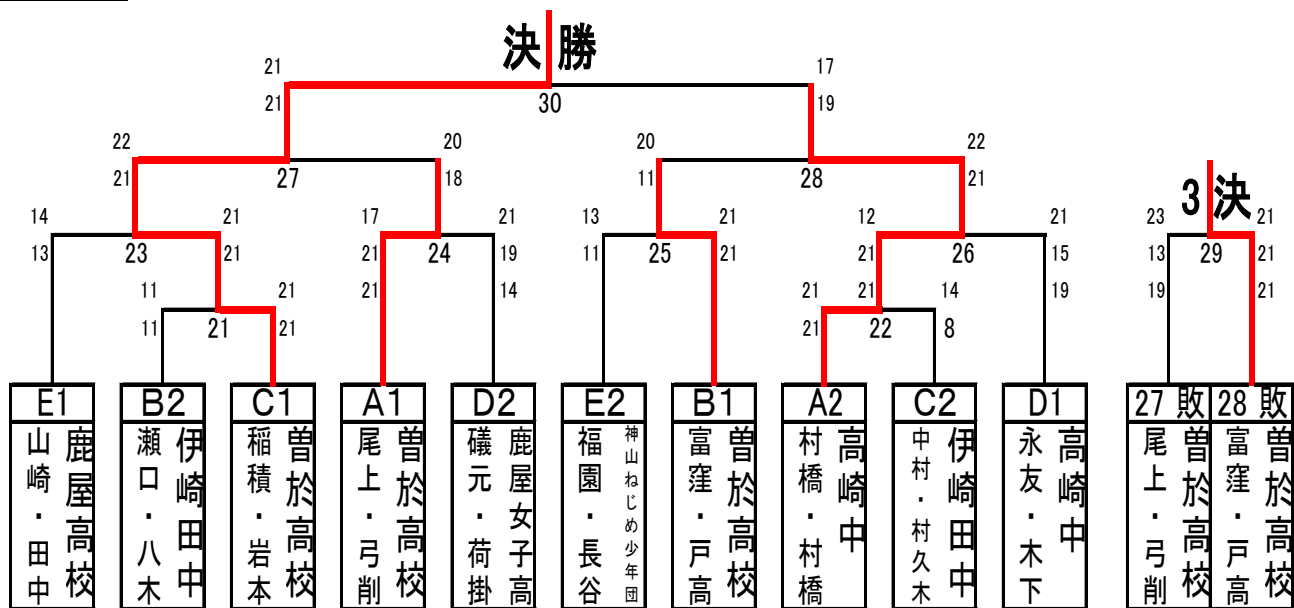 決勝
21 17
21 30 19
22 20 20 22
21 27 18 11 28 21
3決
14 21 17 21 13 21 12 21 23 21
13 23 21 21 24 19 11 25 21 21 26 15 13 29 21
11 21 21 14 21 21 14 19 19 21
11 21 21 21 22 8
E1 B2 C1 A1 D2 E2 B1 A2 C2 D1 27敗 28敗
鹿屋高校
山崎・田中
伊崎田中
瀬口・八木
曽於高校
稲積・岩本
曽於高校
尾上・弓削
鹿屋女子高
礒元・荷掛
神山ねじめ少年団
福園・長谷
曽於高校
富窪・戸高
高崎中
村橋・村橋
伊崎田中
中村・村久木
高崎中
永友・木下
曽於高校
尾上・弓削
曽於高校
富窪・戸高